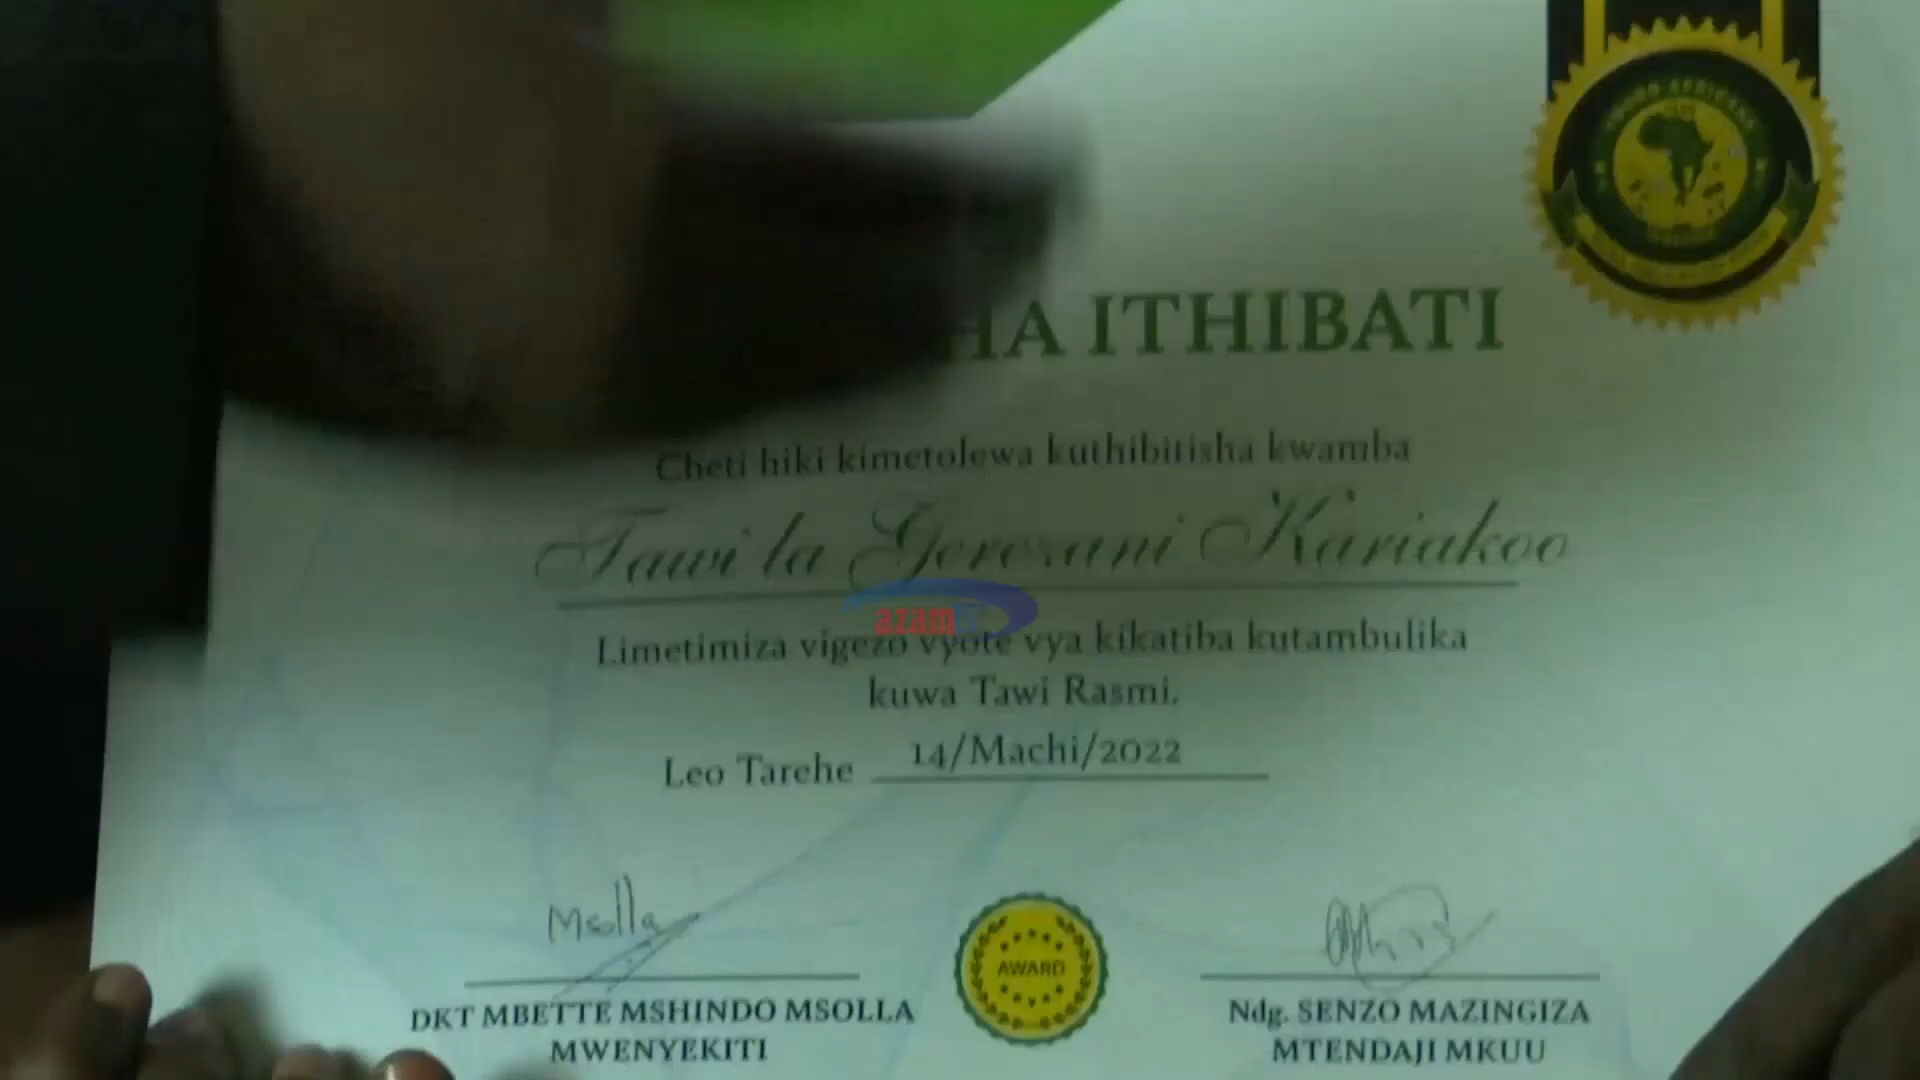 YOUNG AFRICANS
HA ITHIBATI
Cheti hiki kimetolewa kuthibitisha kwamba
Tawi la Gerezani Kariakoo
azam
Limetimiza vigezo vyote vya kikatiba kutambulika
kuwa Tawi Rasmi.
Leo Tarehe 14/Machi/2022
Msolla
AWARD
DKT MBETTE MSHINDO MSOLLA
MWENYEKITI
Ndg. SENZO MAZINGIZA
MTENDAJI MKUU